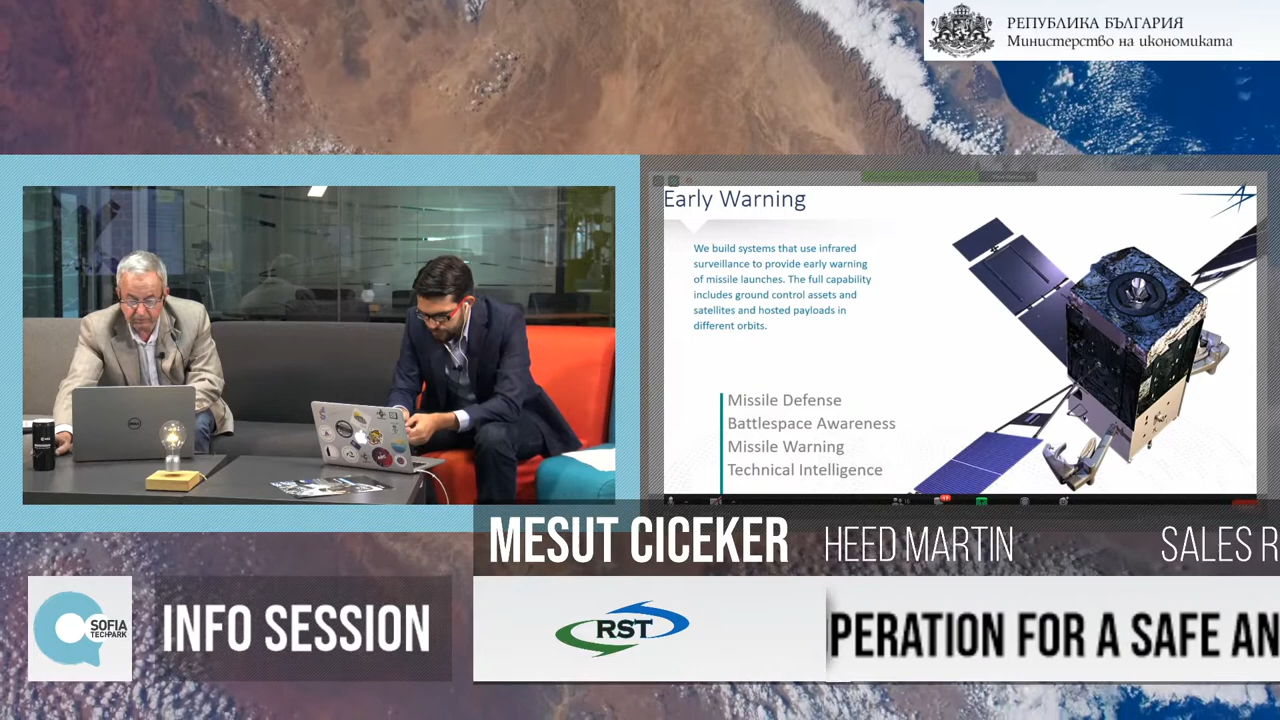 РЕПУБЛИКА БЪЛГАРИЯ
Министерство на икономиката
Early Warning
We build systems that use infrared
surveillance to provide early warning
of missile launches. The full capability
includes ground control assets and
satellites and hosted payloads in
different orbits.
Missile Defense
Battlespace Awareness
Missile Warning
Technical Intelligence
DELL
MESUT CICEKER
HEED MARTIN
SALES R
SOFIA
TECHPARK
INFO SESSION
RST
PERATION FOR A SAFE AN